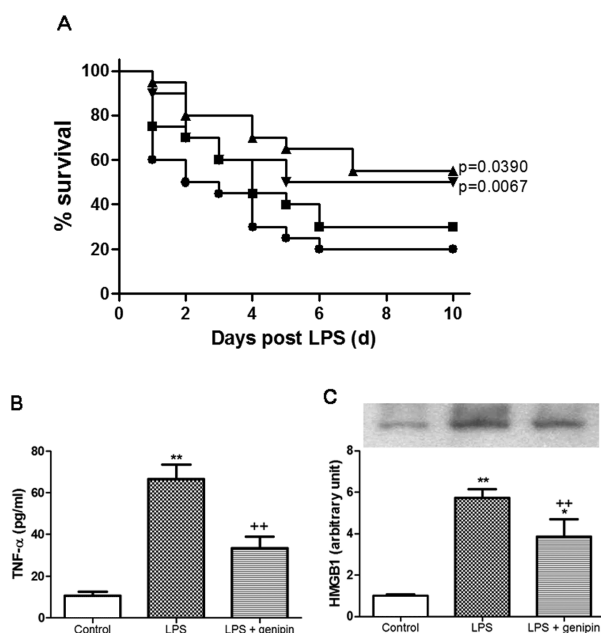 A
% survival
100
80
60
40
20
0
p=0.0390
p=0.0067
0 2 4 6 8 10
Days post LPS (d)
B
TNF-α (pg/ml)
80
60
40
20
0
**
++
Control LPS LPS + genipin
C
HMGB1 (arbitrary unit)
8
6
4
2
0
**
++
*
Control LPS LPS + genipin